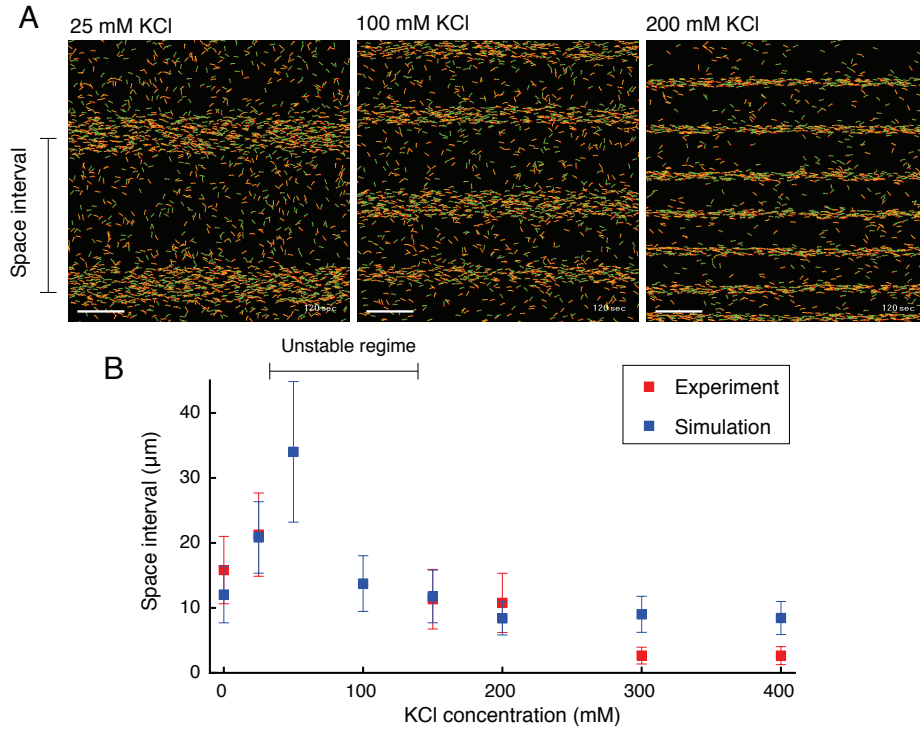 A
25 mM KCl
100 mM KCl
200 mM KCl
Space interval
120 sec
120 sec
120 sec
B
Unstable regime
Experiment
Simulation
Space interval (μm)
40
30
20
10
0
0
100
200
300
400
KCl concentration (mM)